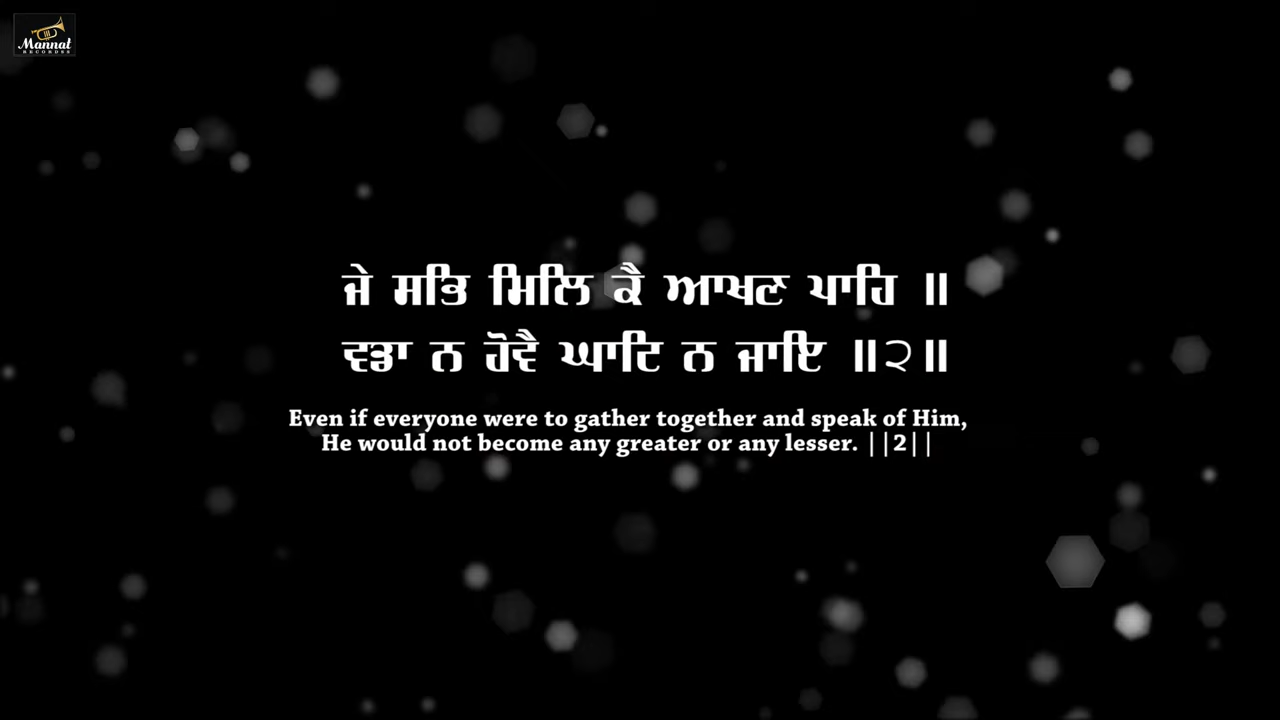 Mannat
RECORDSS
ਜੇ ਸਭਿ ਮਿਲਿ ਕੈ ਆਖਣ ਪਾਹਿ ॥
ਵਡਾ ਨ ਹੋਵੈ ਘਾਟਿ ਨ ਜਾਇ ॥੨॥
Even if everyone were to gather together and speak of Him,
He would not become any greater or any lesser. ||2||